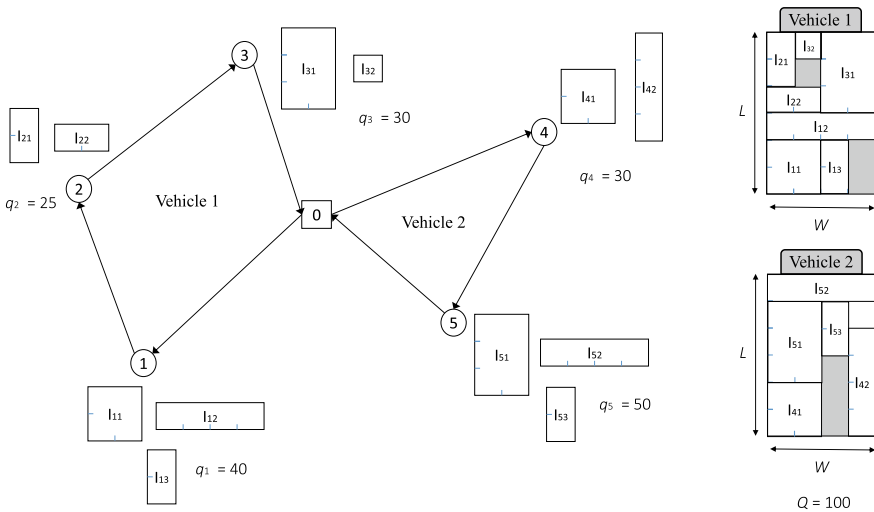 3
I31
I32
q3 = 30
4
I41
I42
q4 = 30
I21
I22
2
q2 = 25
Vehicle 1
0
Vehicle 2
1
I11
I12
I13
q1 = 40
5
I51
I52
I53
q5 = 50
Vehicle 1
L
I21
I32
I31
I22
I12
I11
I13
W
Vehicle 2
L
I52
I51
I53
I42
I41
W
Q = 100